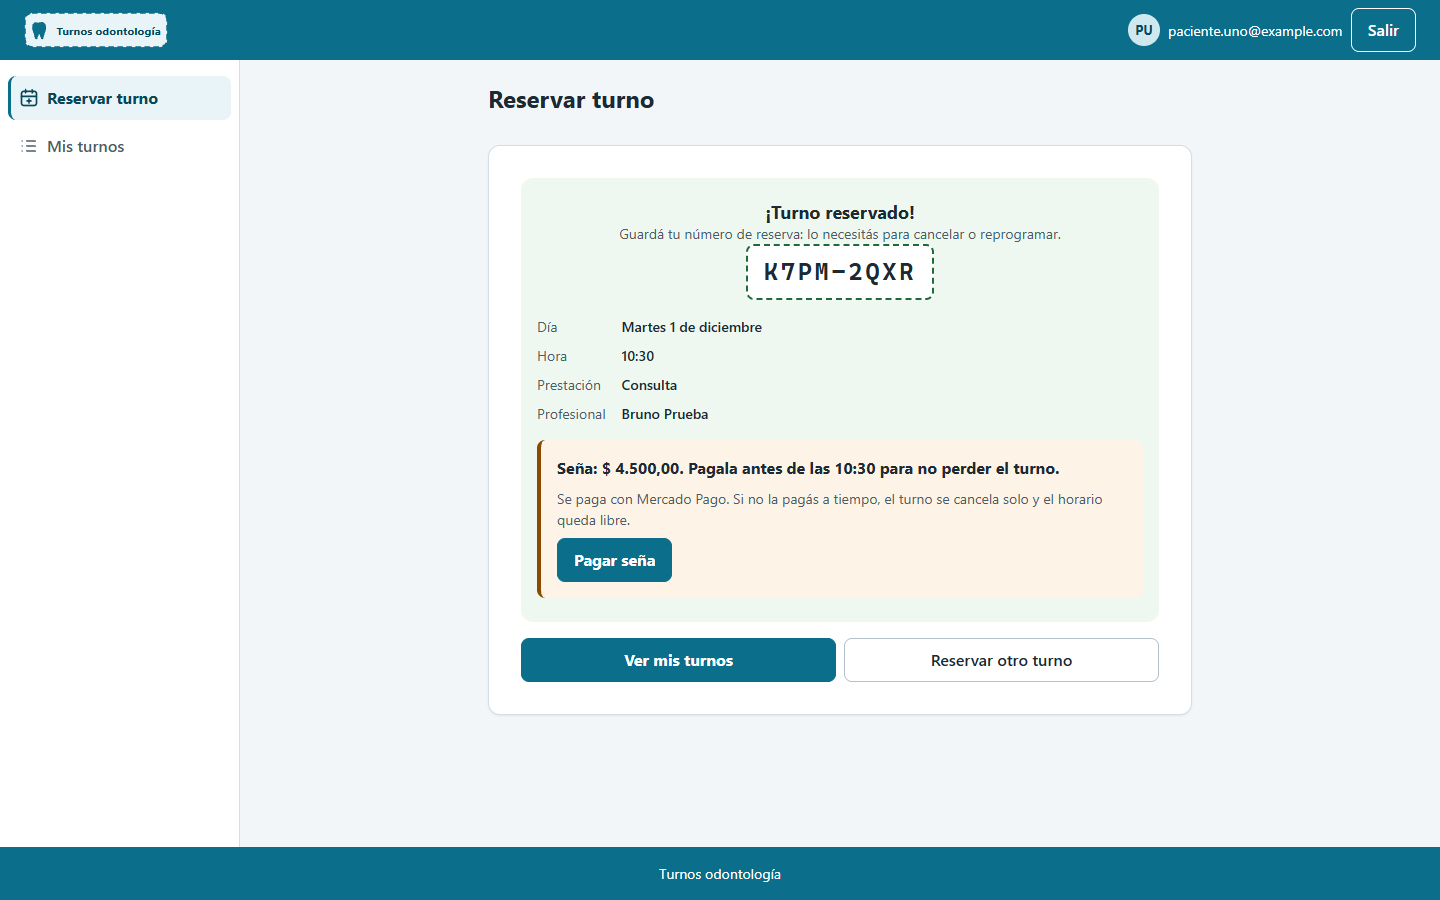 Turnos odontología
PU
paciente.uno@example.com
Salir
Reservar turno
Mis turnos
Reservar turno
¡Turno reservado!
Guardá tu número de reserva: lo necesitás para cancelar o reprogramar.
K7PM-2QXR
Día Martes 1 de diciembre
Hora 10:30
Prestación Consulta
Profesional Bruno Prueba
Seña: $ 4.500,00. Pagala antes de las 10:30 para no perder el turno.
Se paga con Mercado Pago. Si no la pagás a tiempo, el turno se cancela solo y el horario
queda libre.
Pagar seña
Ver mis turnos
Reservar otro turno
Turnos odontología